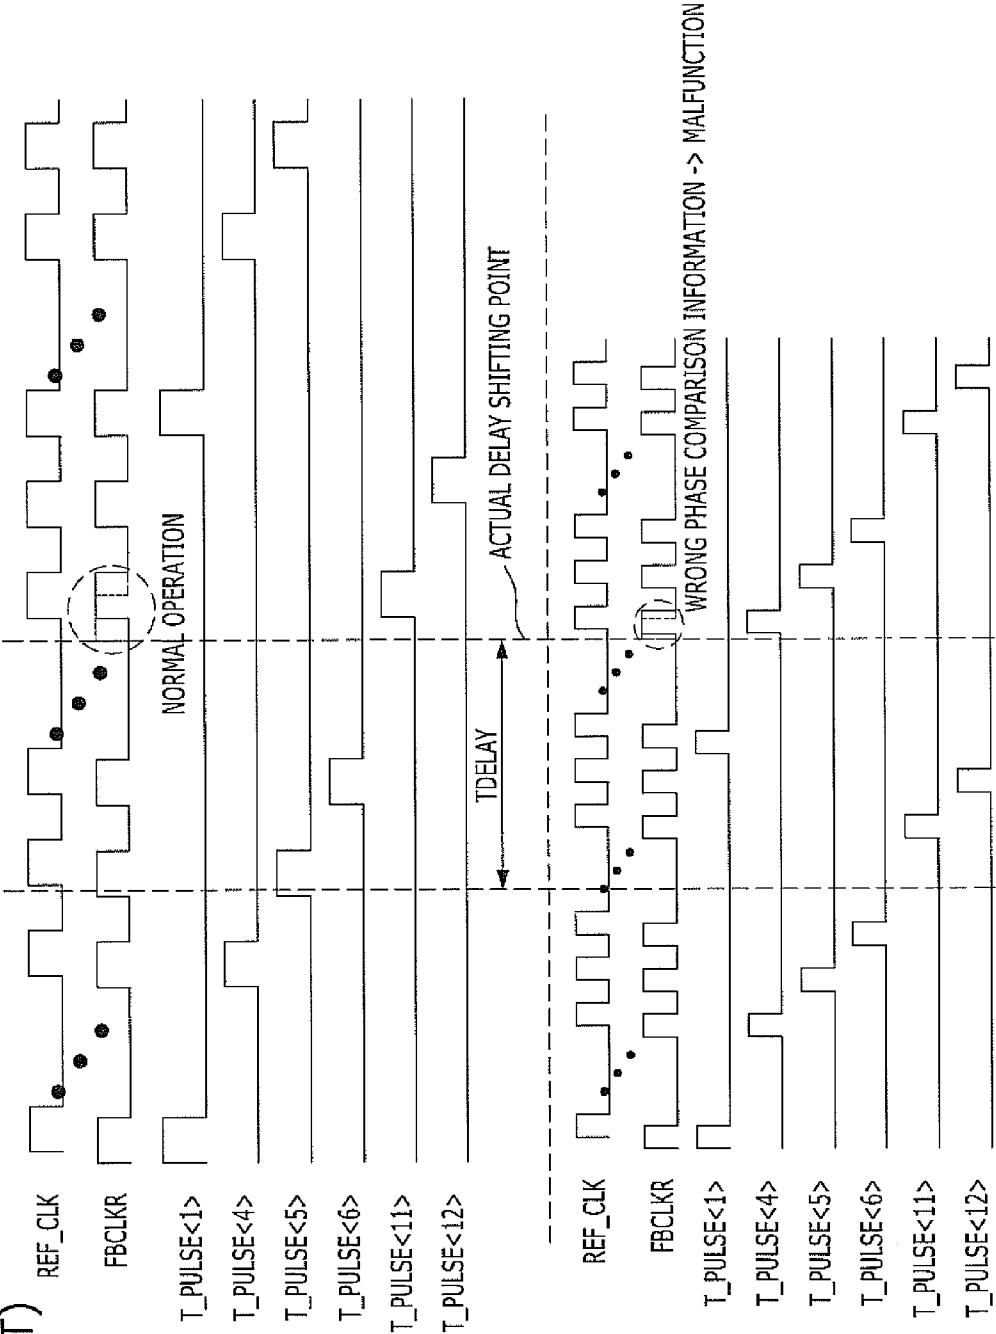 T)
REF_CLK
FBCLKR
NORMAL OPERATION
T_PULSE<1>
T_PULSE<4>
T_PULSE<5>
T_PULSE<6>
T_PULSE<11>
T_PULSE<12>
TDELAY
ACTUAL DELAY SHIFTING POINT
REF_CLK
FBCLKR
WRONG PHASE COMPARISON INFORMATION -> MALFUNCTION
T_PULSE<1>
T_PULSE<4>
T_PULSE<5>
T_PULSE<6>
T_PULSE<11>
T_PULSE<12>